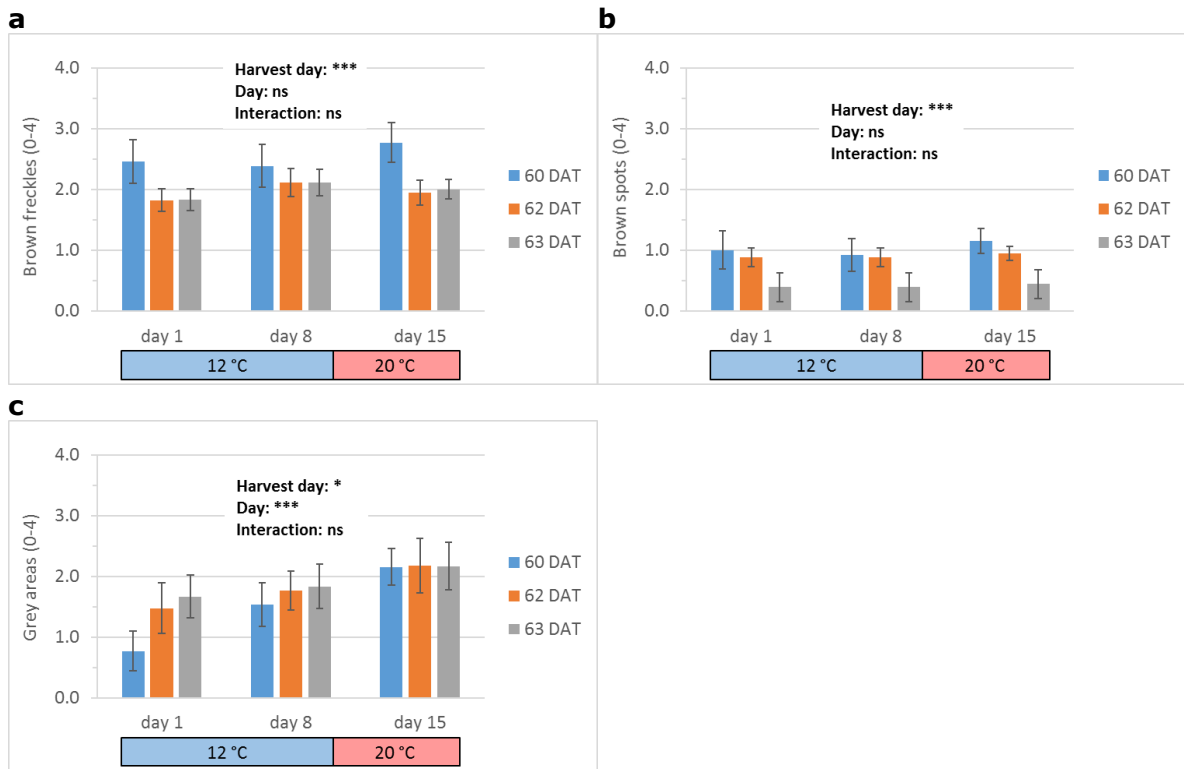 a
Brown freckles (0-4)
4.0
3.0
2.0
1.0
0.0
Harvest day: ***
Day: ns
Interaction: ns
60 DAT
62 DAT
63 DAT
day 1
day 8
day 15
12 °C
20 °C
b
Brown spots (0-4)
4.0
3.0
2.0
1.0
0.0
Harvest day: ***
Day: ns
Interaction: ns
60 DAT
62 DAT
63 DAT
day 1
day 8
day 15
12 °C
20 °C
c
Grey areas (0-4)
4.0
3.0
2.0
1.0
0.0
Harvest day: *
Day: ***
Interaction: ns
60 DAT
62 DAT
63 DAT
day 1
day 8
day 15
12 °C
20 °C